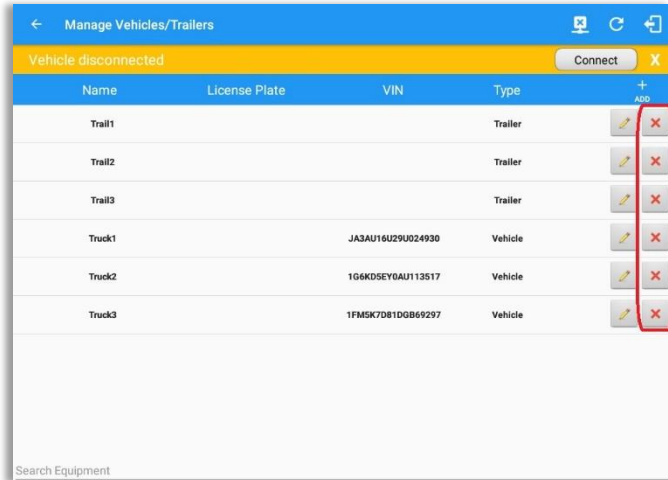 Manage Vehicles/Trailers
Vehicle disconnected Connect X
Name License Plate VIN Type + ADD
Trail1 Trailer
Trail2 Trailer
Trail3 Trailer
Truck1 JA3AU16U29U024930 Vehicle
Truck2 1G6KD5EY0AU113517 Vehicle
Truck3 1FM5K7D81DGB69297 Vehicle
Search Equipment